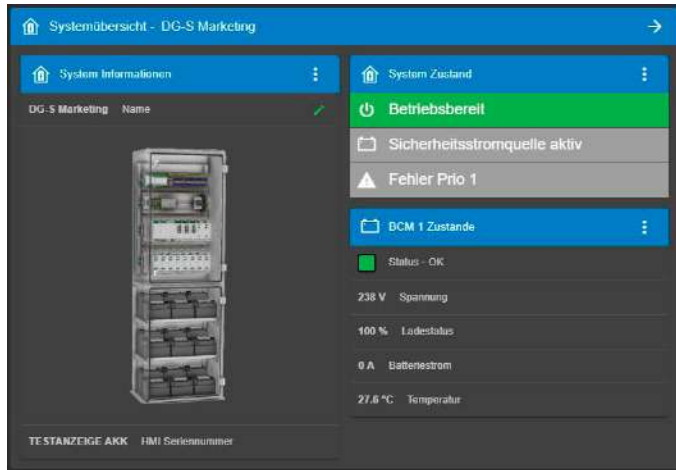 Systemübersicht - DG-S Marketing
System Informationen
DG-S Marketing Name
TESTANZEIGE AKK HMI Seriennummer
System Zustand
Betriebsbereit
Sicherheitsstromquelle aktiv
Fehler Prio 1
BCM 1 Zustände
Status - OK
238 V Spannung
100 % Ladestatus
0 A Batteriestrom
27.6 °C Temperatur